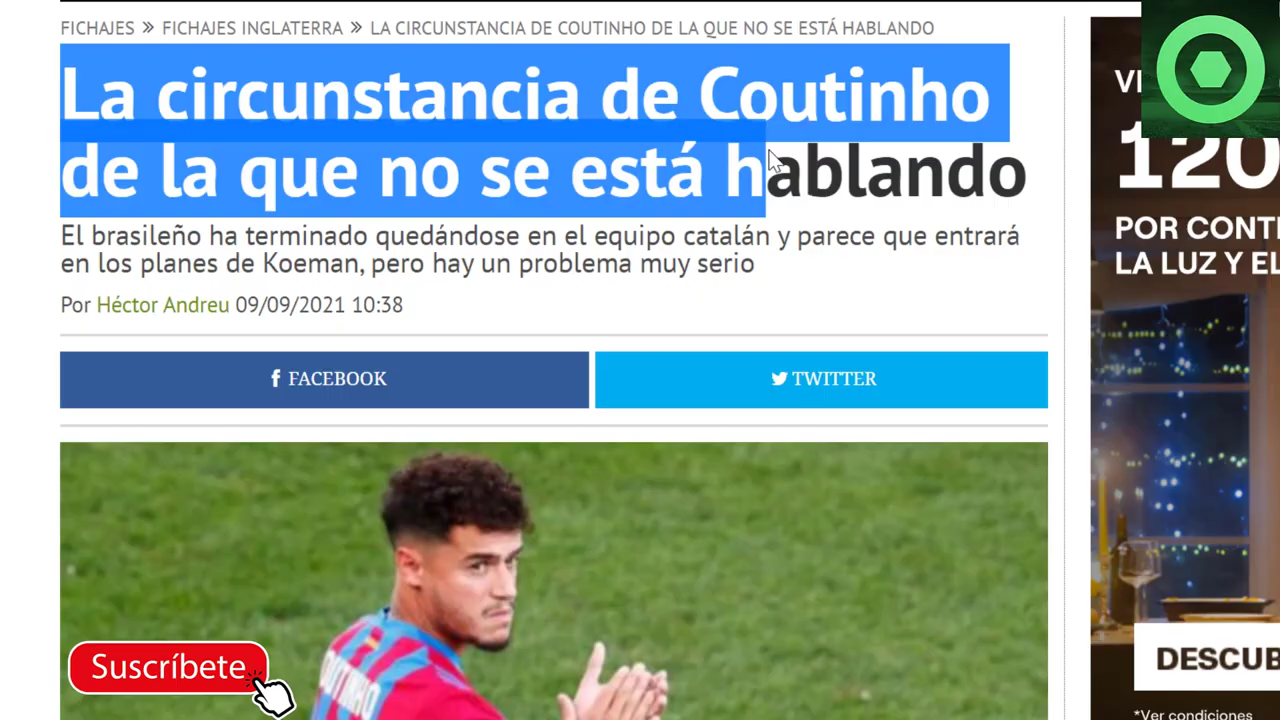 FICHAJES » FICHAJES INGLATERRA » LA CIRCUNSTANCIA DE COUTINHO DE LA QUE NO SE ESTÁ HABLANDO
La circunstancia de Coutinho
de la que no se está hablando
El brasileño ha terminado quedándose en el equipo catalán y parece que entrará
en los planes de Koeman, pero hay un problema muy serio
Por Héctor Andreu 09/09/2021 10:38
FACEBOOK
TWITTER
COUTINHO
Suscríbete
120
LA LUZ Y EL
*Ver condiciones